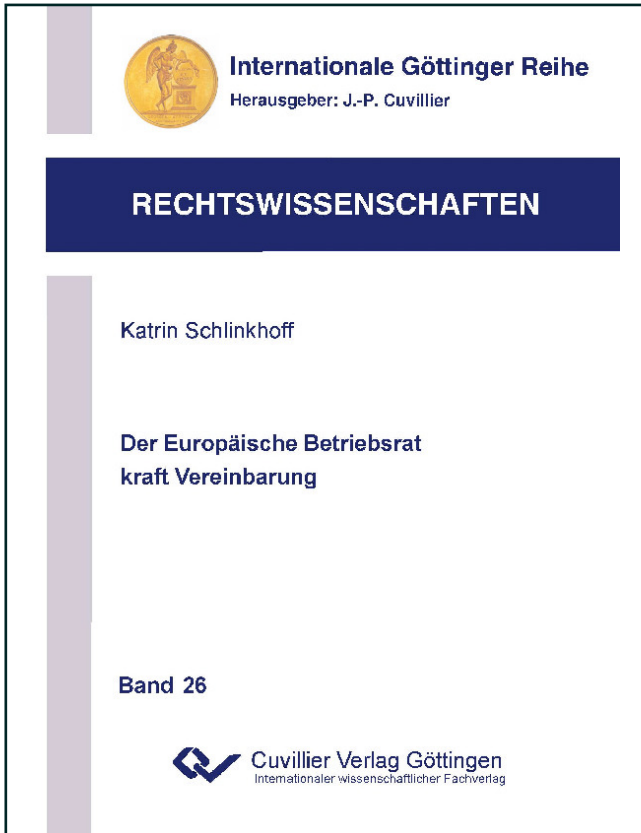 Internationale Göttinger Reihe
Herausgeber: J.-P. Cuvillier
RECHTSWISSENSCHAFTEN
Katrin Schlinkhoff
Der Europäische Betriebsrat
kraft Vereinbarung
Band 26
Cuvillier Verlag Göttingen
Internationaler wissenschaftlicher Fachverlag